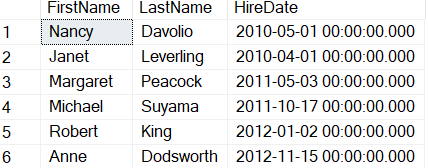 FirstName LastName HireDate
1 Nancy Davolio 2010-05-01 00:00:00.000
2 Janet Leverling 2010-04-01 00:00:00.000
3 Margaret Peacock 2011-05-03 00:00:00.000
4 Michael Suyama 2011-10-17 00:00:00.000
5 Robert King 2012-01-02 00:00:00.000
6 Anne Dodsworth 2012-11-15 00:00:00.000